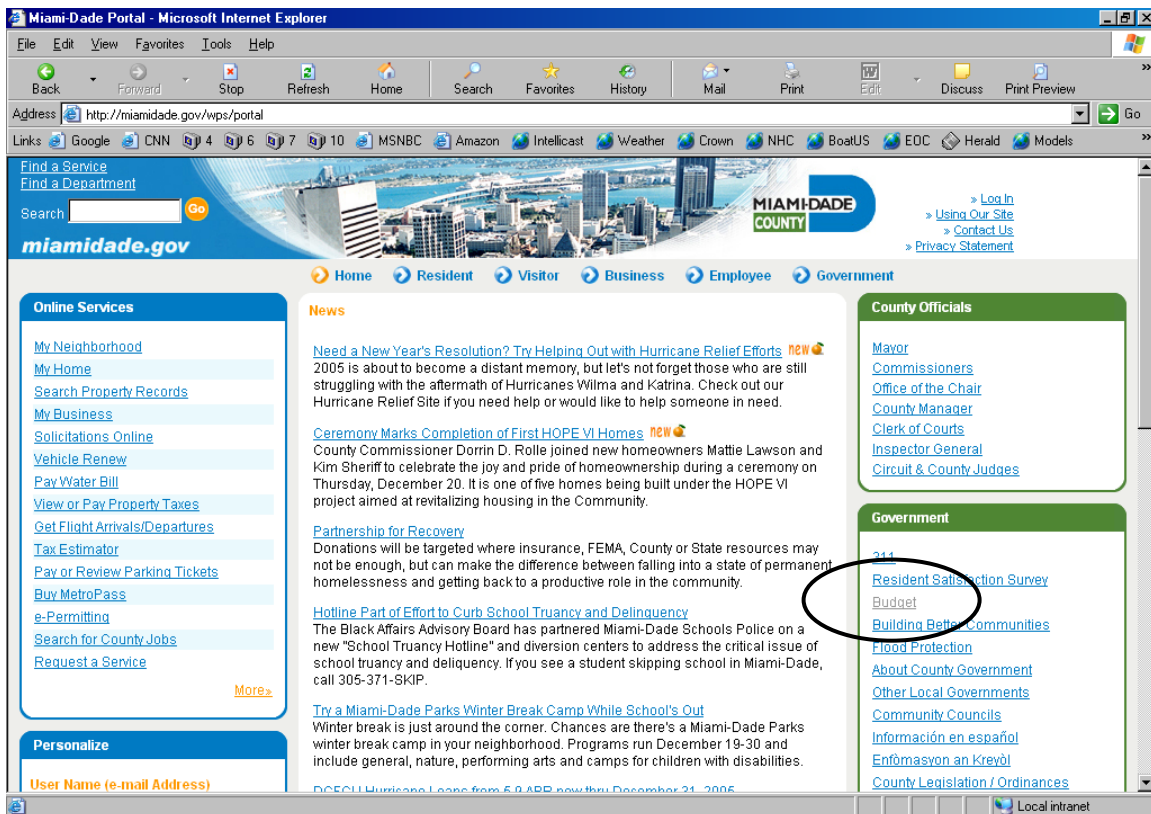 Miami-Dade Portal - Microsoft Internet Explorer
File Edit View Favorites Tools Help
Back Forward Stop Refresh Home Search Favorites History Mail Print Edit Discuss Print Preview
Address http://miamidade.gov/wps/portal Go
Links Google CNN 4 6 7 10 MSNBC Amazon Intellicast Weather Crown NHC BoatUS EOC Herald Models
Find a Service
Find a Department
Search Go
miamidade.gov
MIAMI-DADE
COUNTY
» Log In
» Using Our Site
» Contact Us
» Privacy Statement
Home Resident Visitor Business Employee Government
Online Services
My Neighborhood
My Home
Search Property Records
My Business
Solicitations Online
Vehicle Renew
Pay Water Bill
View or Pay Property Taxes
Get Flight Arrivals/Departures
Tax Estimator
Pay or Review Parking Tickets
Buy MetroPass
e-Permitting
Search for County Jobs
Request a Service
More»
Personalize
User Name (e-mail Address)
News
Need a New Year's Resolution? Try Helping Out with Hurricane Relief Efforts new
2005 is about to become a distant memory, but let's not forget those who are still
struggling with the aftermath of Hurricanes Wilma and Katrina. Check out our
Hurricane Relief Site if you need help or would like to help someone in need.
Ceremony Marks Completion of First HOPE VI Homes new
County Commissioner Dorrin D. Rolle joined new homeowners Mattie Lawson and
Kim Sheriff to celebrate the joy and pride of homeownership during a ceremony on
Thursday, December 20. It is one of five homes being built under the HOPE VI
project aimed at revitalizing housing in the Community.
Partnership for Recovery
Donations will be targeted where insurance, FEMA, County or State resources may
not be enough, but can make the difference between falling into a state of permanent
homelessness and getting back to a productive role in the community.
Hotline Part of Effort to Curb School Truancy and Delinquency
The Black Affairs Advisory Board has partnered Miami-Dade Schools Police on a
new "School Truancy Hotline" and diversion centers to address the critical issue of
school truancy and deliquency. If you see a student skipping school in Miami-Dade,
call 305-371-SKIP.
Try a Miami-Dade Parks Winter Break Camp While School's Out
Winter break is just around the corner. Chances are there's a Miami-Dade Parks
winter break camp in your neighborhood. Programs run December 19-30 and
include general, nature, performing arts and camps for children with disabilities.
DCFCU Hurricane Loans from 5.9 APR now thru December 31, 2005
County Officials
Mayor
Commissioners
Office of the Chair
County Manager
Clerk of Courts
Inspector General
Circuit & County Judges
Government
311
Resident Satisfaction Survey
Budget
Building Better Communities
Flood Protection
About County Government
Other Local Governments
Community Councils
Información en español
Enfòmasyon an Kreyòl
County Legislation / Ordinances
Local intranet